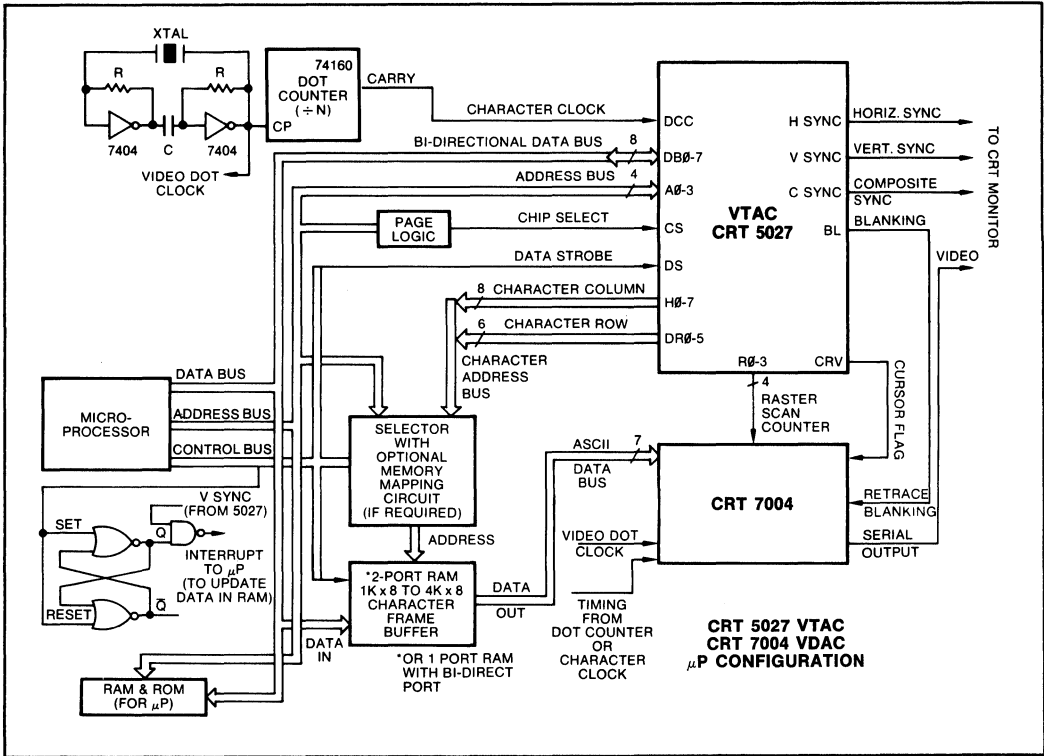 XTAL
R
R
7404
C
7404
VIDEO DOT
CLOCK
74160
DOT
COUNTER
(÷N)
CP
CARRY
CHARACTER CLOCK
BI-DIRECTIONAL DATA BUS
8
ADDRESS BUS
4
PAGE
LOGIC
CHIP SELECT
DATA STROBE
8
CHARACTER COLUMN
6
CHARACTER ROW
CHARACTER
ADDRESS
BUS
DCC
DBØ-7
AØ-3
CS
DS
HØ-7
DRØ-5
VTAC
CRT 5027
H SYNC
V SYNC
C SYNC
BL
RØ-3
CRV
HORIZ. SYNC
VERT. SYNC
COMPOSITE
SYNC
BLANKING
TO CRT MONITOR
VIDEO
4
RASTER
SCAN
COUNTER
CURSOR
FLAG
MICRO-
PROCESSOR
DATA BUS
ADDRESS BUS
CONTROL BUS
SELECTOR
WITH
OPTIONAL
MEMORY
MAPPING
CIRCUIT
(IF REQUIRED)
ADDRESS
ASCII
7
DATA
BUS
CRT 7004
RETRACE
BLANKING
SERIAL
OUTPUT
VIDEO DOT
CLOCK
TIMING
FROM
DOT COUNTER
OR
CHARACTER
CLOCK
V SYNC
(FROM 5027)
SET
Q
INTERRUPT
TO µP
(TO UPDATE
DATA IN RAM)
Q̅
RESET
*2-PORT RAM
1K x 8 TO 4K x 8
CHARACTER
FRAME
BUFFER
DATA
OUT
DATA
IN
*OR 1 PORT RAM
WITH BI-DIRECT
PORT
RAM & ROM
(FOR µP)
CRT 5027 VTAC
CRT 7004 VDAC
µP CONFIGURATION